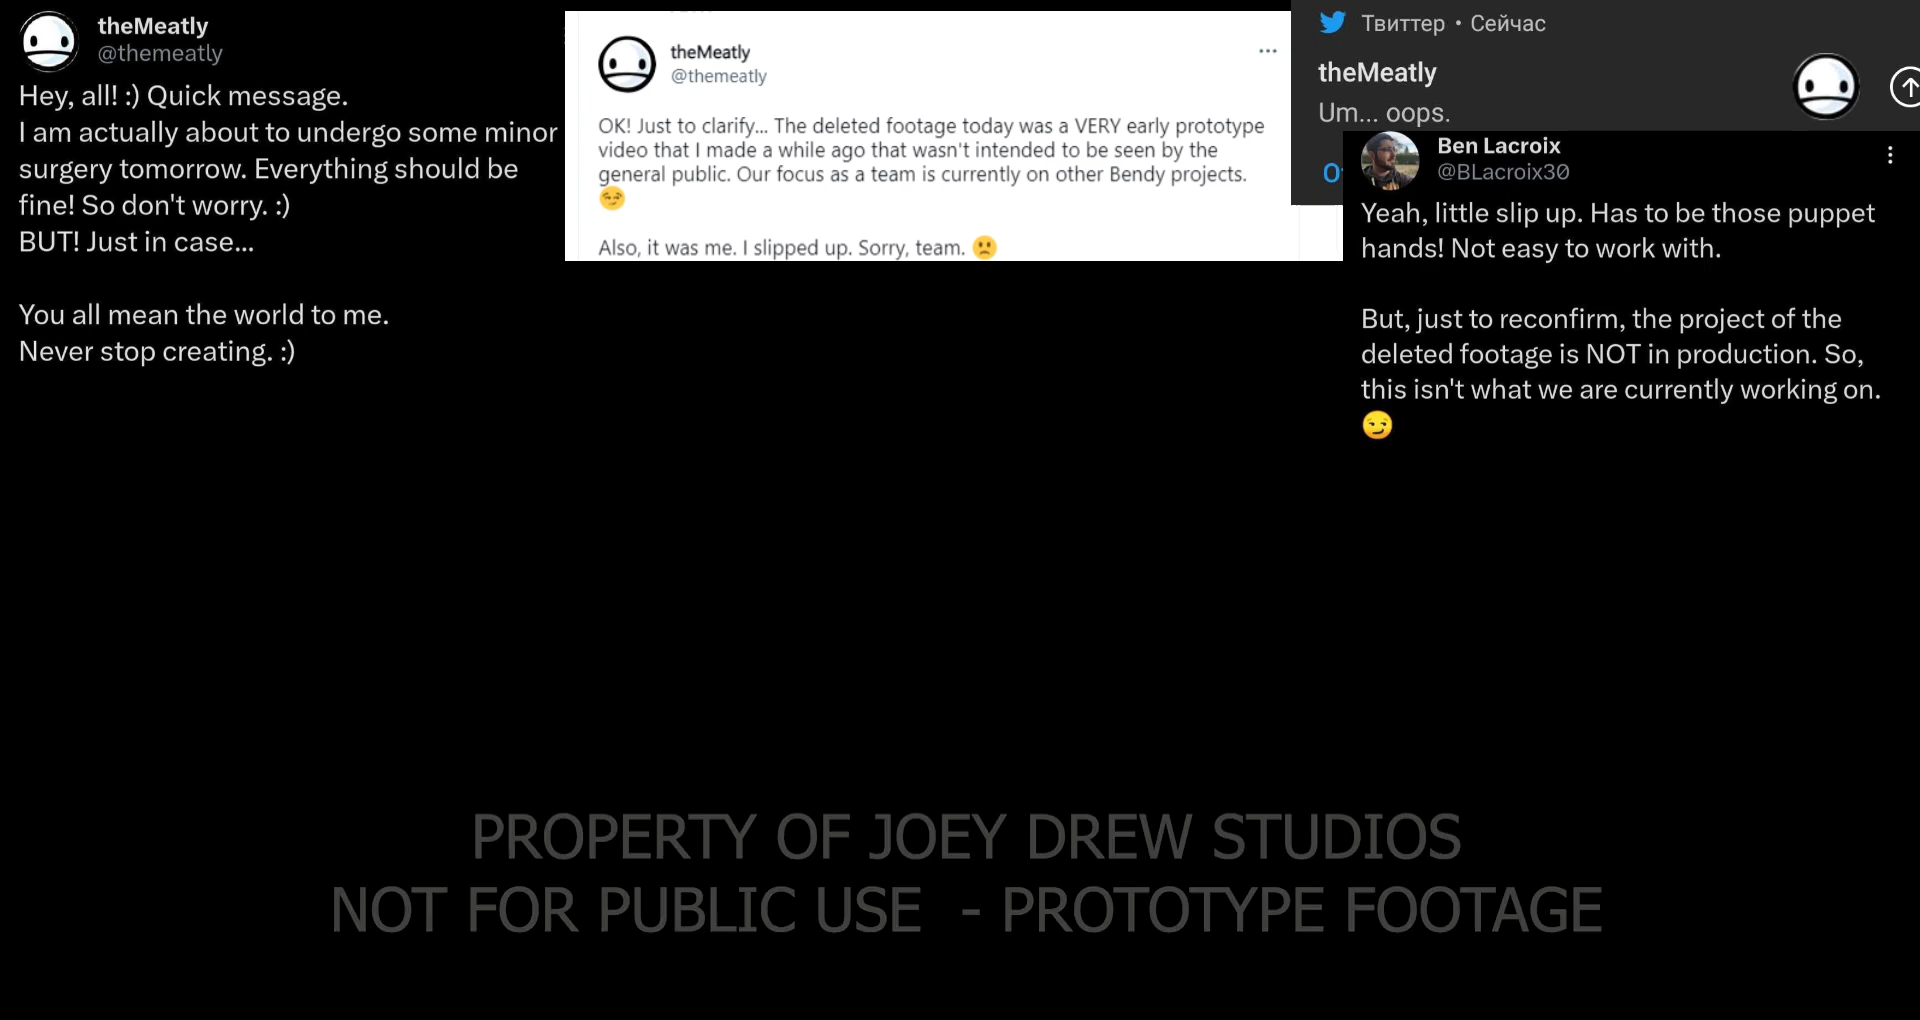 theMeatly
@themeatly
Hey, all! :) Quick message.
I am actually about to undergo some minor
surgery tomorrow. Everything should be
fine! So don't worry. :)
BUT! Just in case...
You all mean the world to me.
Never stop creating. :)
theMeatly
@themeatly
OK! Just to clarify... The deleted footage today was a VERY early prototype
video that I made a while ago that wasn't intended to be seen by the
general public. Our focus as a team is currently on other Bendy projects.
😏
Also, it was me. I slipped up. Sorry, team. 🙁
Твиттер • Сейчас
theMeatly
Um... oops.
Ben Lacroix
@BLacroix30
Yeah, little slip up. Has to be those puppet
hands! Not easy to work with.
But, just to reconfirm, the project of the
deleted footage is NOT in production. So,
this isn't what we are currently working on.
😏
PROPERTY OF JOEY DREW STUDIOS
NOT FOR PUBLIC USE - PROTOTYPE FOOTAGE